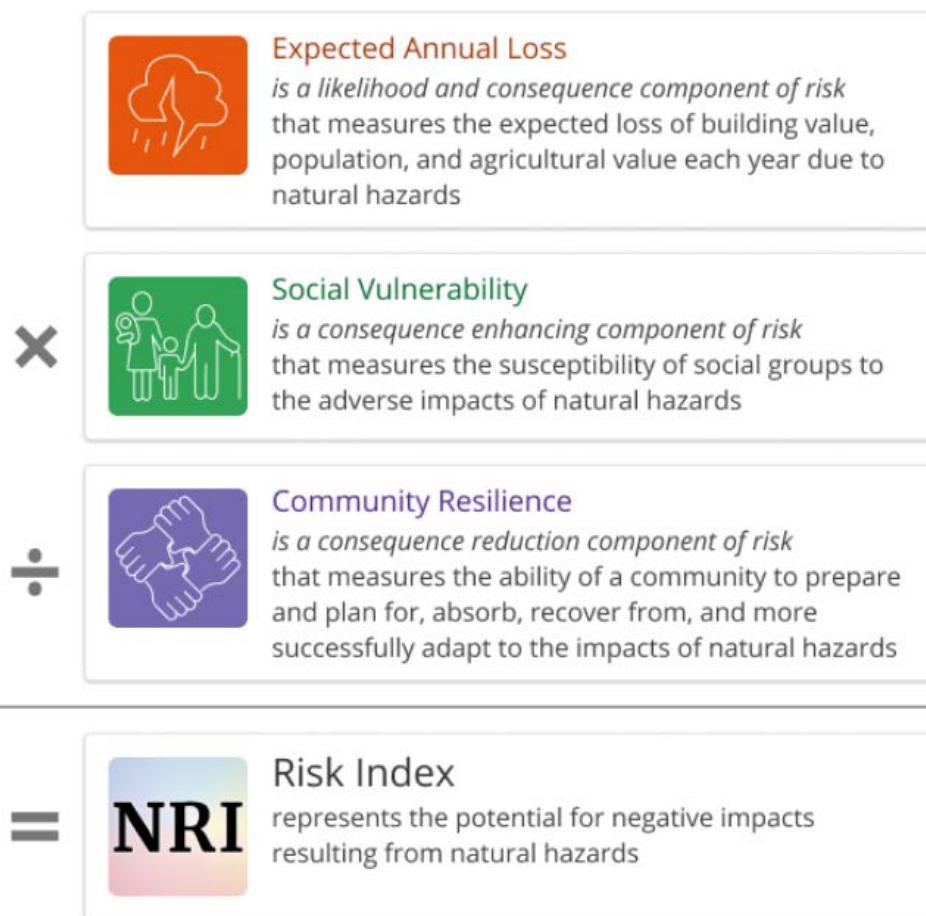 Expected Annual Loss
is a likelihood and consequence component of risk
that measures the expected loss of building value,
population, and agricultural value each year due to
natural hazards
×
Social Vulnerability
is a consequence enhancing component of risk
that measures the susceptibility of social groups to
the adverse impacts of natural hazards
÷
Community Resilience
is a consequence reduction component of risk
that measures the ability of a community to prepare
and plan for, absorb, recover from, and more
successfully adapt to the impacts of natural hazards
=
NRI
Risk Index
represents the potential for negative impacts
resulting from natural hazards